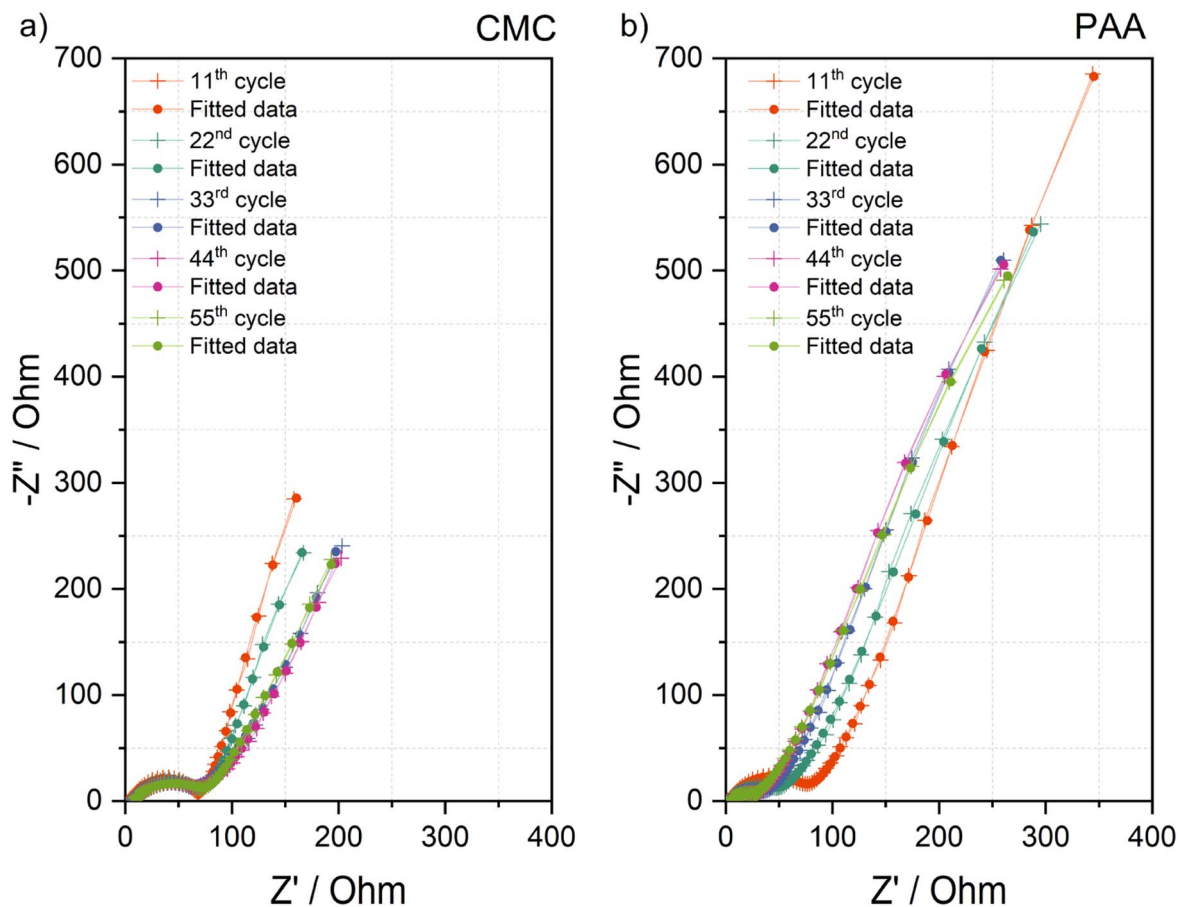 a)
CMC
700
600
500
400
300
200
100
0
-Z" / Ohm
11th cycle
Fitted data
22nd cycle
Fitted data
33rd cycle
Fitted data
44th cycle
Fitted data
55th cycle
Fitted data
0 100 200 300 400
Z' / Ohm
b)
PAA
700
600
500
400
300
200
100
0
-Z" / Ohm
11th cycle
Fitted data
22nd cycle
Fitted data
33rd cycle
Fitted data
44th cycle
Fitted data
55th cycle
Fitted data
0 100 200 300 400
Z' / Ohm